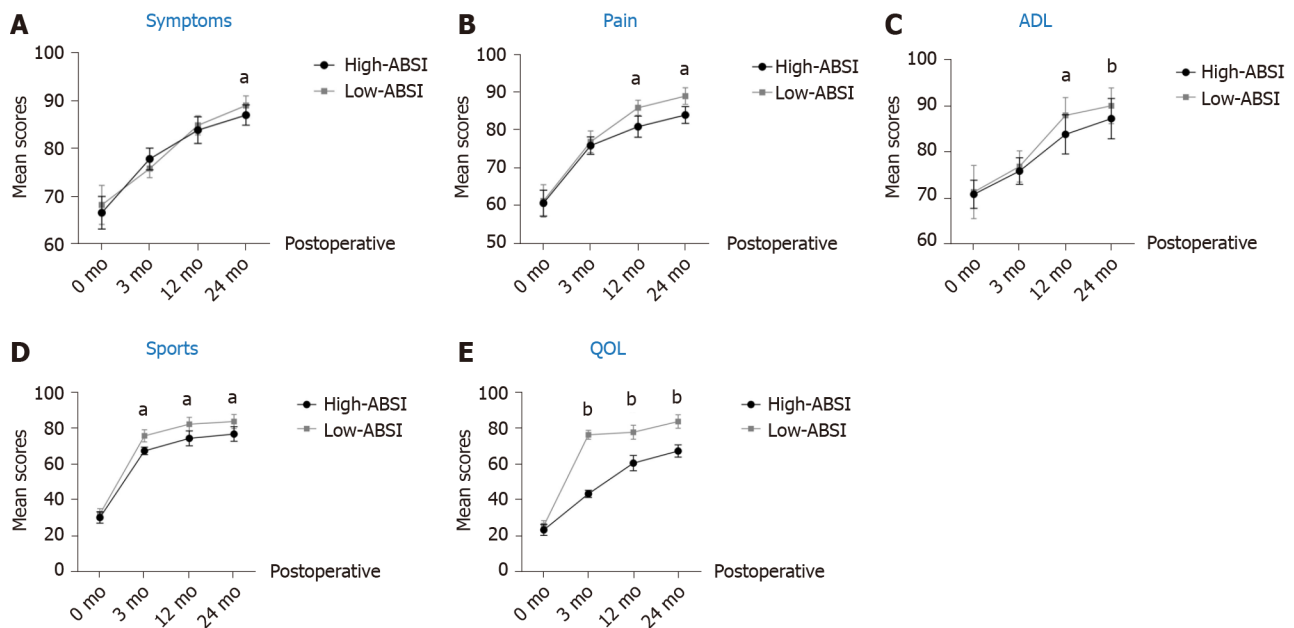 A
Symptoms
100
90
80
70
60
Mean scores
a
High-ABSI
Low-ABSI
0 mo
3 mo
12 mo
24 mo
Postoperative
B
Pain
100
90
80
70
60
50
Mean scores
a
a
High-ABSI
Low-ABSI
0 mo
3 mo
12 mo
24 mo
Postoperative
C
ADL
100
90
80
70
60
Mean scores
a
b
High-ABSI
Low-ABSI
0 mo
3 mo
12 mo
24 mo
Postoperative
D
Sports
100
80
60
40
20
0
Mean scores
a
a
a
High-ABSI
Low-ABSI
0 mo
3 mo
12 mo
24 mo
Postoperative
E
QOL
100
80
60
40
20
0
Mean scores
b
b
b
High-ABSI
Low-ABSI
0 mo
3 mo
12 mo
24 mo
Postoperative